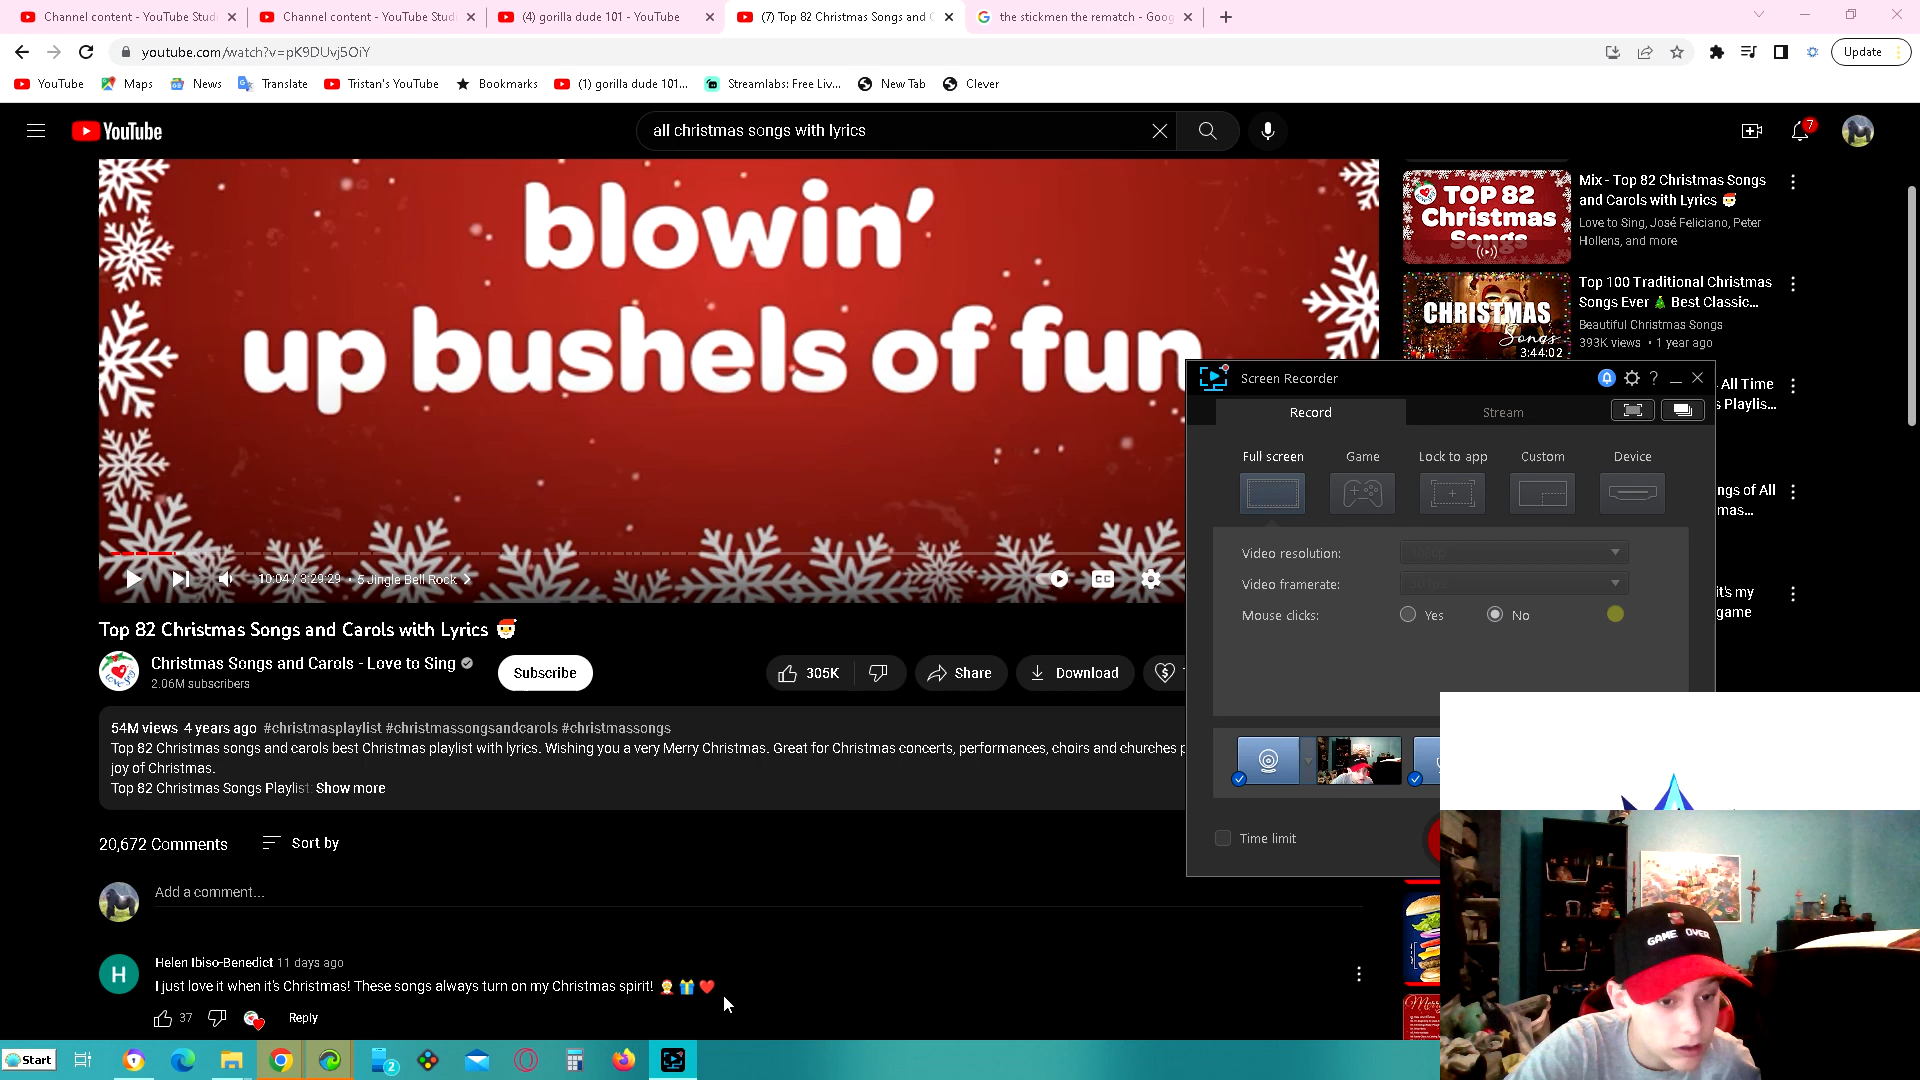 Channel content - YouTube Studi
Channel content - YouTube Studi
(4) gorilla dude 101 - YouTube
(7) Top 82 Christmas Songs and C
the stickmen the rematch - Goog
youtube.com/watch?v=pK9DUvj5OiY
Update
YouTube
Maps
News
Translate
Tristan's YouTube
Bookmarks
(1) gorilla dude 101...
Streamlabs: Free Liv...
New Tab
Clever
YouTube
all christmas songs with lyrics
7
blowin'
up bushels of fun
10:04 / 3:29:29 • 5 Jingle Bell Rock
CC
Top 82 Christmas Songs and Carols with Lyrics 🎅
Christmas Songs and Carols - Love to Sing
2.06M subscribers
Subscribe
305K
Share
Download
54M views 4 years ago #christmasplaylist #christmassongsandcarols #christmassongs
Top 82 Christmas songs and carols best Christmas playlist with lyrics. Wishing you a very Merry Christmas. Great for Christmas concerts, performances, choirs and churches
joy of Christmas.
Top 82 Christmas Songs Playlist: Show more
20,672 Comments
Sort by
Add a comment...
H
Helen Ibiso-Benedict 11 days ago
I just love it when it's Christmas! These songs always turn on my Christmas spirit! 🤶 🎁 ❤️
37
Reply
TOP 82
Christmas
Songs
Mix - Top 82 Christmas Songs
and Carols with Lyrics 🎅
Love to Sing, José Feliciano, Peter
Hollens, and more
CHRISTMAS
Songs
3:44:02
Top 100 Traditional Christmas
Songs Ever 🎄 Best Classic...
Beautiful Christmas Songs
393K views • 1 year ago
All Time
s Playlis...
ngs of All
mas...
it's my
game
Screen Recorder
?
Record
Stream
Full screen
Game
Lock to app
Custom
Device
Video resolution:
Video framerate:
Mouse clicks:
Yes
No
Time limit
GAME OVER
Start
2